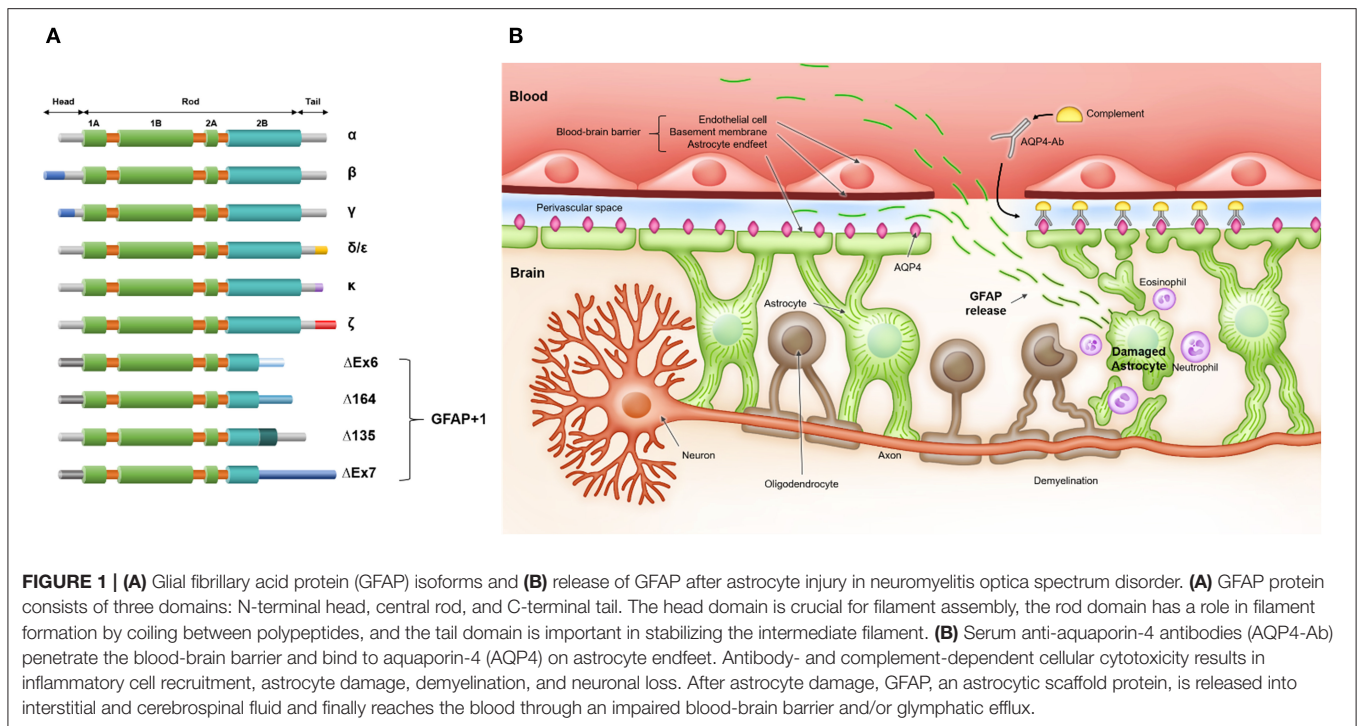 A
B
Head
Rod
Tail
1A
1B
2A
2B
α
β
γ
δ/ε
κ
ζ
ΔEx6
Δ164
Δ135
ΔEx7
GFAP+1
Blood
Blood-brain barrier
Endothelial cell
Basement membrane
Astrocyte endfeet
Complement
AQP4-Ab
Perivascular space
AQP4
Brain
Astrocyte
GFAP
release
Eosinophil
Damaged
Astrocyte
Neutrophil
Neuron
Axon
Oligodendrocyte
Demyelination
FIGURE 1 | (A) Glial fibrillary acid protein (GFAP) isoforms and (B) release of GFAP after astrocyte injury in neuromyelitis optica spectrum disorder. (A) GFAP protein
consists of three domains: N-terminal head, central rod, and C-terminal tail. The head domain is crucial for filament assembly, the rod domain has a role in filament
formation by coiling between polypeptides, and the tail domain is important in stabilizing the intermediate filament. (B) Serum anti-aquaporin-4 antibodies (AQP4-Ab)
penetrate the blood-brain barrier and bind to aquaporin-4 (AQP4) on astrocyte endfeet. Antibody- and complement-dependent cellular cytotoxicity results in
inflammatory cell recruitment, astrocyte damage, demyelination, and neuronal loss. After astrocyte damage, GFAP, an astrocytic scaffold protein, is released into
interstitial and cerebrospinal fluid and finally reaches the blood through an impaired blood-brain barrier and/or glymphatic efflux.